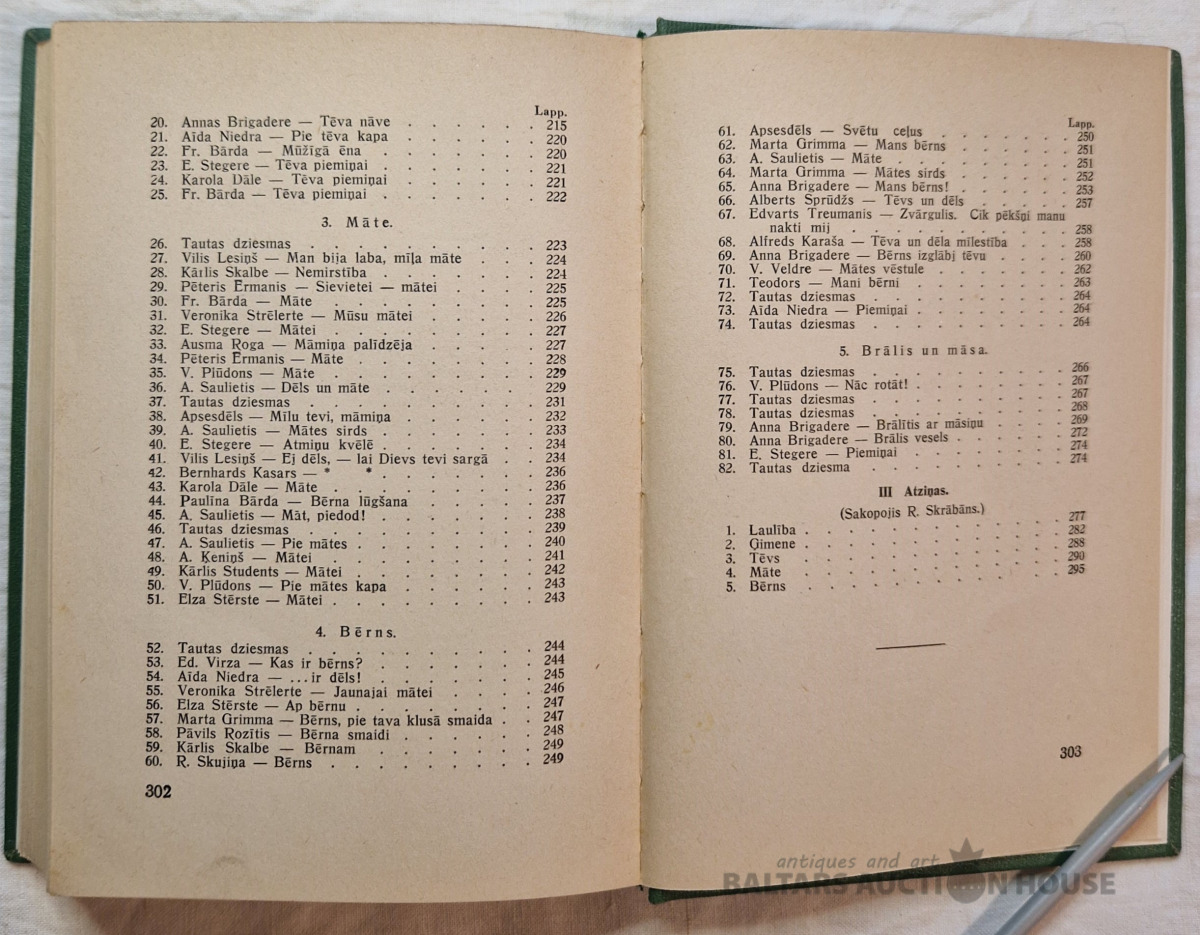 Lapp.
20. Annas Brigadere — Tēva nāve . . . . . . . 215
21. Aīda Niedra — Pie tēva kapa . . . . . . . 220
22. Fr. Bārda — Mūžīgā ēna . . . . . . . 220
23. E. Stegere — Tēva piemiņai . . . . . . . 221
24. Karola Dāle — Tēva piemiņai . . . . . . . 221
25. Fr. Bārda — Tēva piemiņai . . . . . . . 222
3. Māte.
26. Tautas dziesmas . . . . . . . . . . 223
27. Vilis Lesiņš — Man bija laba, mīļa māte . . . . 224
28. Kārlis Skalbe — Nemirstība . . . . . . . 224
29. Pēteris Ērmanis — Sievietei — mātei . . . . . 225
30. Fr. Bārda — Māte . . . . . . . . . 225
31. Veronika Strēlerte — Mūsu mātei . . . . . . 226
32. E. Stegere — Mātei . . . . . . . . . 227
33. Ausma Roga — Māmiņa palīdzēja . . . . . . 227
34. Pēteris Ērmanis — Māte . . . . . . . . 228
35. V. Plūdons — Māte . . . . . . . . . 229
36. A. Saulietis — Dēls un māte . . . . . . . 229
37. Tautas dziesmas . . . . . . . . . . 231
38. Apsesdēls — Mīlu tevi, māmiņa . . . . . . 232
39. A. Saulietis — Mātes sirds . . . . . . . 233
40. E. Stegere — Atmiņu kvēlē . . . . . . . 234
41. Vilis Lesiņš — Ej dēls, — lai Dievs tevi sargā . . 234
42. Bernhards Kasars — * * . . . . . . . 236
43. Karola Dāle — Māte . . . . . . . . 236
44. Paulīna Bārda — Bērna lūgšana . . . . . . 237
45. A. Saulietis — Māt, piedod! . . . . . . . 238
46. Tautas dziesmas . . . . . . . . . . 239
47. A. Saulietis — Pie mātes . . . . . . . . 240
48. A. Ķeniņš — Mātei . . . . . . . . . 241
49. Kārlis Students — Mātei . . . . . . . . 242
50. V. Plūdons — Pie mātes kapa . . . . . . 243
51. Elza Stērste — Mātei . . . . . . . . . 243
4. Bērns.
52. Tautas dziesmas . . . . . . . . . . 244
53. Ed. Virza — Kas ir bērns? . . . . . . . 244
54. Aīda Niedra — ...ir dēls! . . . . . . . 245
55. Veronika Strēlerte — Jaunajai mātei . . . . . 246
56. Elza Stērste — Ap bērnu . . . . . . . . 247
57. Marta Grimma — Bērns, pie tava klusā smaida . . 247
58. Pāvils Rozītis — Bērna smaidi . . . . . . 248
59. Kārlis Skalbe — Bērnam . . . . . . . . 249
60. R. Skujiņa — Bērns . . . . . . . . . 249
302
Lapp.
61. Apsesdēls — Svētu ceļus . . . . . . . 250
62. Marta Grimma — Mans bērns . . . . . . 251
63. A. Saulietis — Māte . . . . . . . . 251
64. Marta Grimma — Mātes sirds . . . . . . 252
65. Anna Brigadere — Mans bērns! . . . . . . 253
66. Alberts Sprūdžs — Tēvs un dēls . . . . . 257
67. Edvarts Treumanis — Zvārgulis. Cik pēkšņi manu
nakti mij . . . . . . . . . 258
68. Alfreds Karaša — Tēva un dēla mīlestība . . . 258
69. Anna Brigadere — Bērns izglābj tēvu . . . . 260
70. V. Veldre — Mātes vēstule . . . . . . . 262
71. Teodors — Mani bērni . . . . . . . . 263
72. Tautas dziesmas . . . . . . . . . 264
73. Aīda Niedra — Piemiņai . . . . . . . . 264
74. Tautas dziesmas . . . . . . . . . 264
5. Brālis un māsa.
75. Tautas dziesmas . . . . . . . . . 266
76. V. Plūdons — Nāc rotāt! . . . . . . . . 267
77. Tautas dziesmas . . . . . . . . . 267
78. Tautas dziesmas . . . . . . . . . 268
79. Anna Brigadere — Brālītis ar māsiņu . . . . 269
80. Anna Brigadere — Brālis vesels . . . . . . 272
81. E. Stegere — Piemiņai . . . . . . . . 274
82. Tautas dziesma . . . . . . . . . 274
III Atziņas.
(Sakopojis R. Skrābāns.)
1. Laulība . . . . . . . . . . . 277
2. Ģimene . . . . . . . . . . . 282
3. Tēvs . . . . . . . . . . . 288
4. Māte . . . . . . . . . . . 290
5. Bērns . . . . . . . . . . . 295
303
antiques and art
BALTARS AUCTION HOUSE